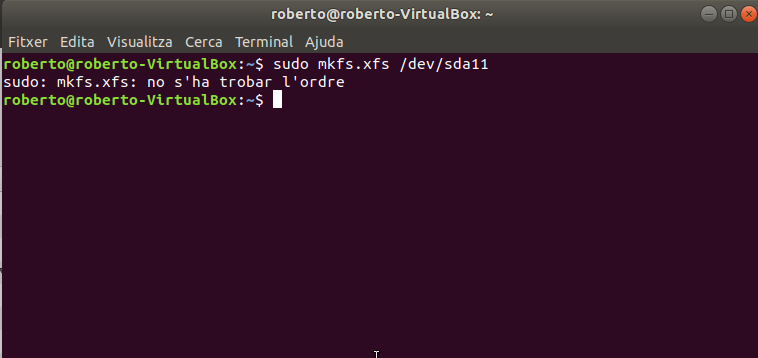 roberto@roberto-VirtualBox: ~
Fitxer Edita Visualitza Cerca Terminal Ajuda
roberto@roberto-VirtualBox:~$ sudo mkfs.xfs /dev/sda11
sudo: mkfs.xfs: no s'ha trobar l'ordre
roberto@roberto-VirtualBox:~$